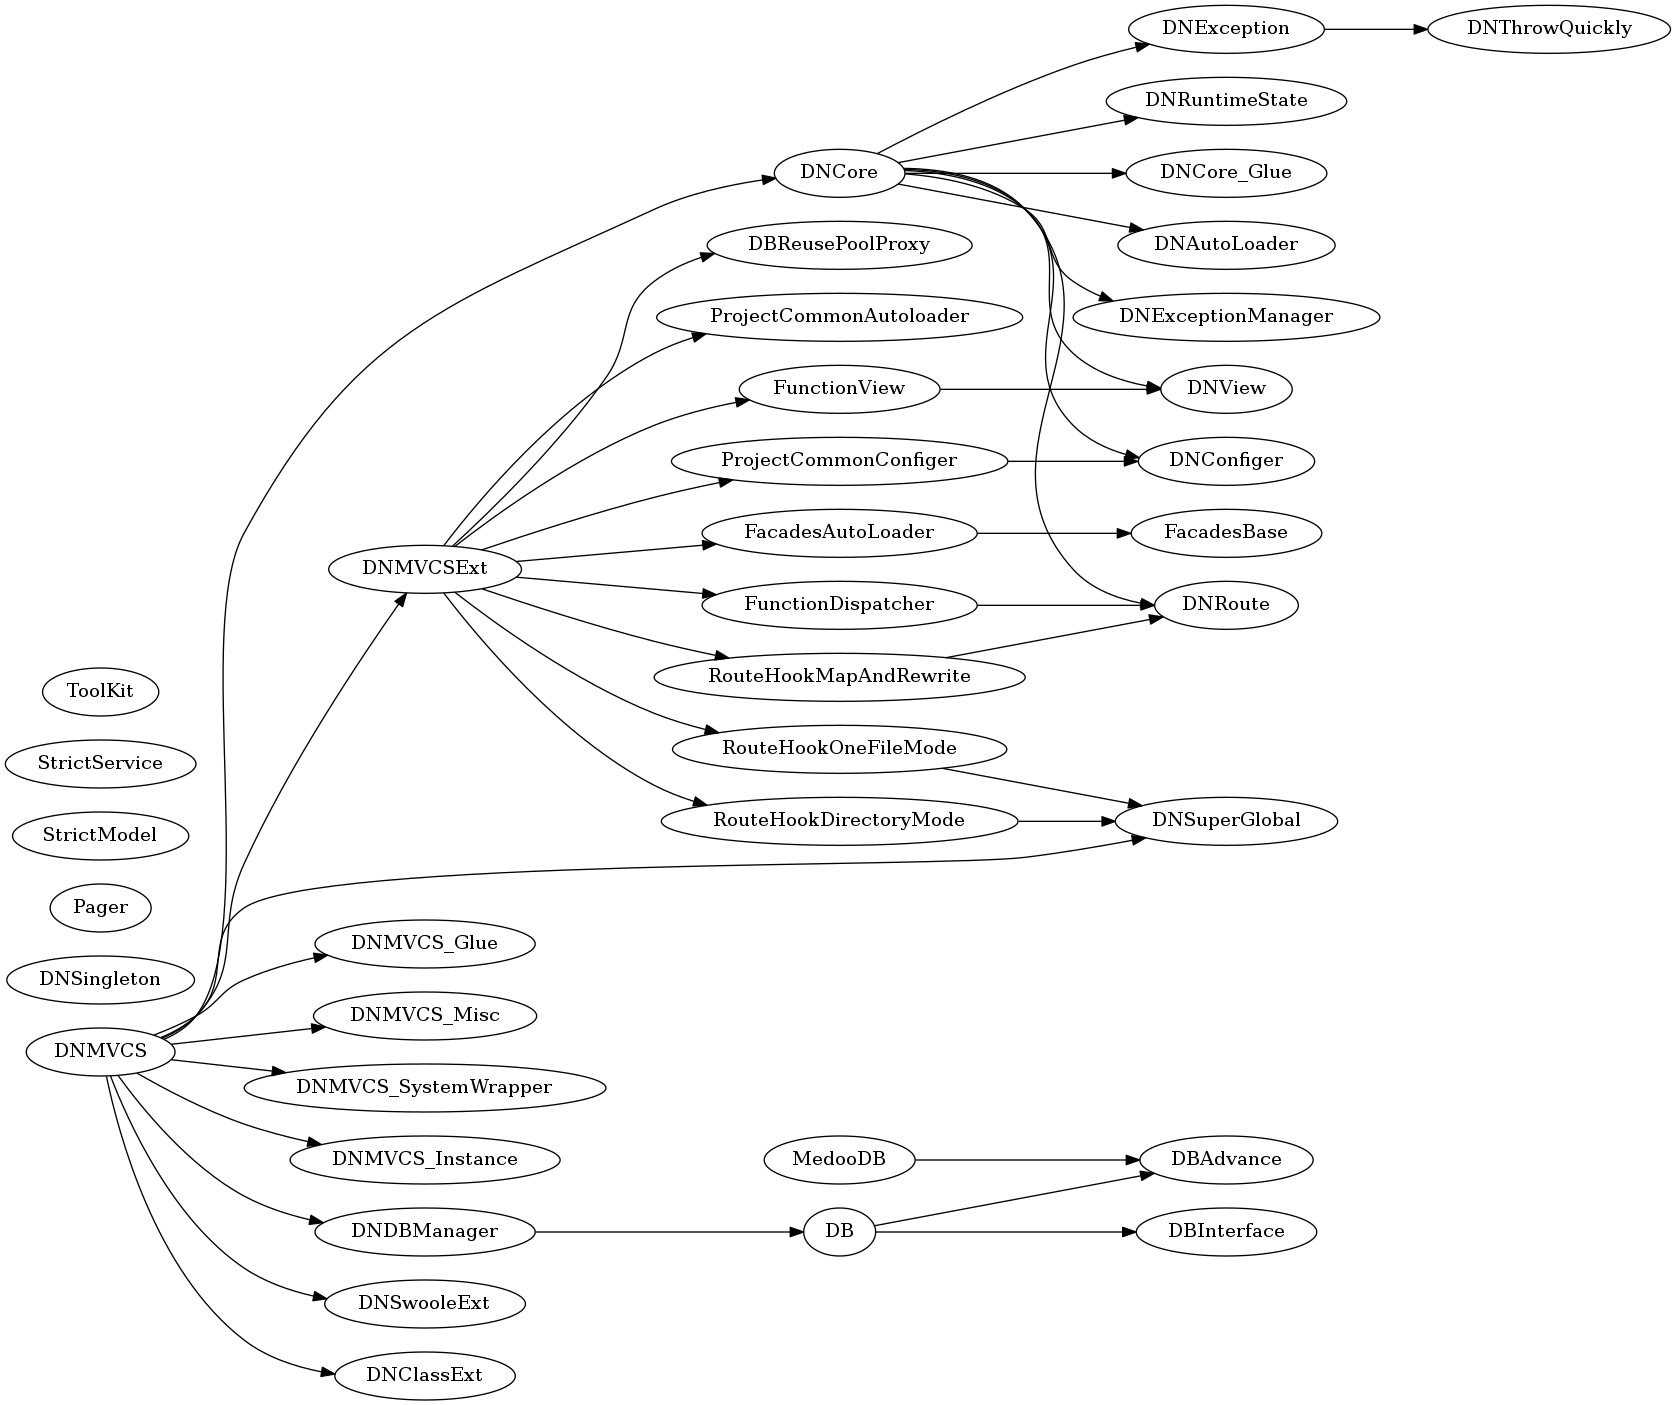 DNException
DNThrowQuickly
DNRuntimeState
DNCore
DNCore_Glue
DBReusePoolProxy
DNAutoLoader
ProjectCommonAutoloader
DNExceptionManager
FunctionView
DNView
ProjectCommonConfiger
DNConfiger
FacadesAutoLoader
FacadesBase
DNMVCSExt
FunctionDispatcher
DNRoute
RouteHookMapAndRewrite
ToolKit
RouteHookOneFileMode
StrictService
RouteHookDirectoryMode
DNSuperGlobal
StrictModel
Pager
DNMVCS_Glue
DNSingleton
DNMVCS_Misc
DNMVCS
DNMVCS_SystemWrapper
DNMVCS_Instance
MedooDB
DBAdvance
DNDBManager
DB
DBInterface
DNSwooleExt
DNClassExt